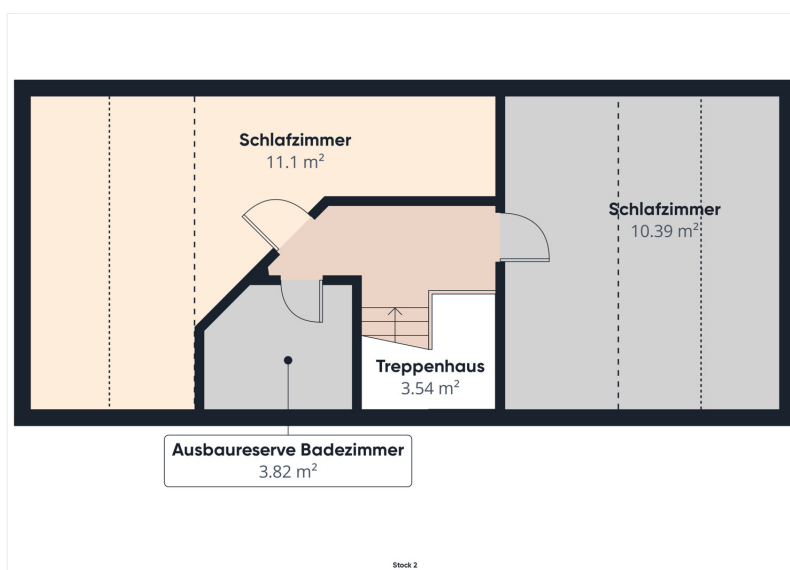 Schlafzimmer
11.1 m²
Schlafzimmer
10.39 m²
Treppenhaus
3.54 m²
Ausbaureserve Badezimmer
3.82 m²
Stock 2